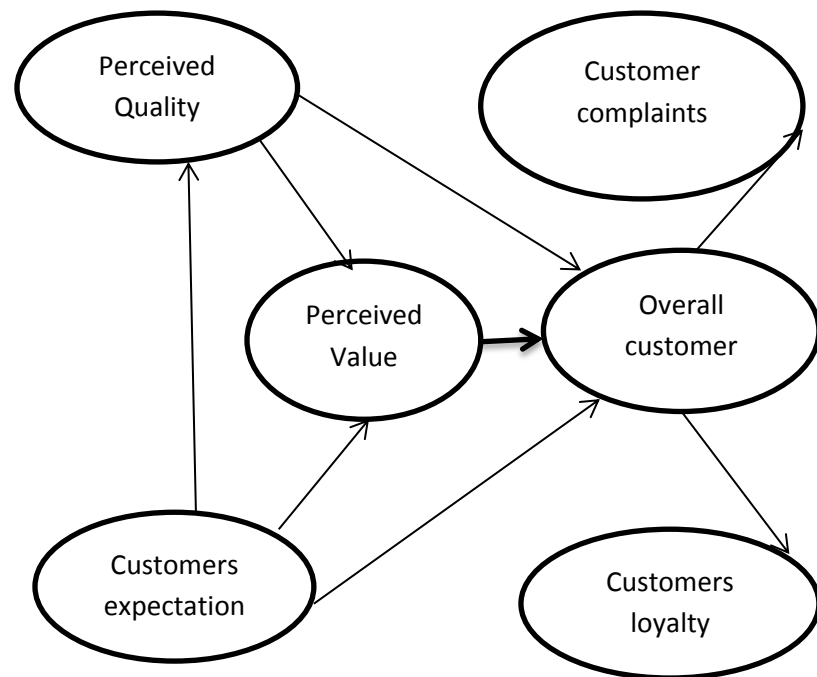 Perceived
Quality
Customer
complaints
Perceived
Value
Overall
customer
Customers
expectation
Customers
loyalty